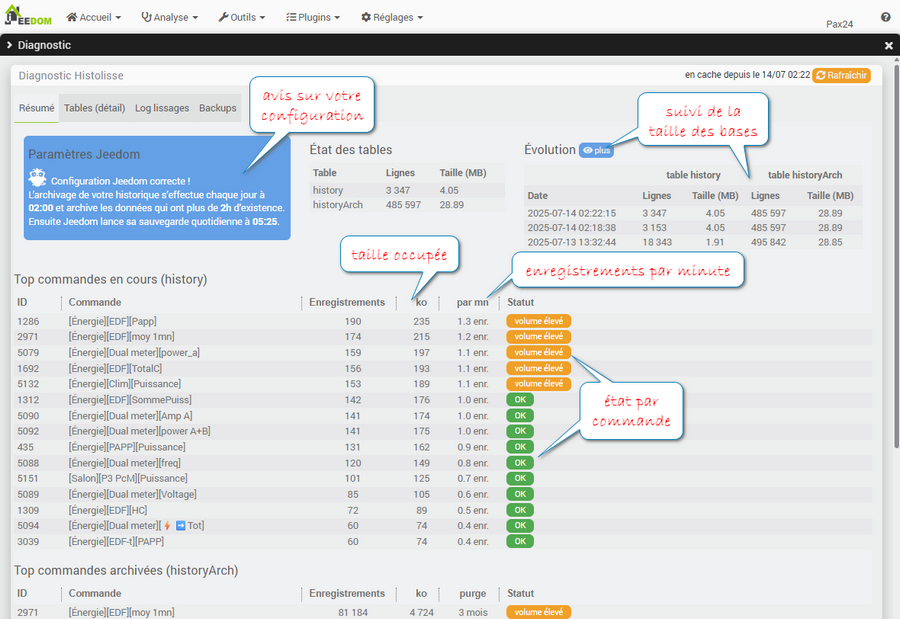 JEEDOM Accueil Analyse Outils Plugins Réglages Pax24
Diagnostic
Diagnostic Histolisse en cache depuis le 14/07 02:22 Rafraîchir
Résumé Tables (détail) Log lissages Backups
avis sur votre
configuration
suivi de la
taille des bases
Paramètres Jeedom
Configuration Jeedom correcte !
L'archivage de votre historique s'effectue chaque jour à
02:00 et archive les données qui ont plus de 2h d'existence.
Ensuite Jeedom lance sa sauvegarde quotidienne à 05:25.
État des tables
Table Lignes Taille (MB)
history 3 347 4.05
historyArch 485 597 28.89
Évolution plus
table history table historyArch
Date Lignes Taille (MB) Lignes Taille (MB)
2025-07-14 02:22:15 3 347 4.05 485 597 28.89
2025-07-14 02:18:38 3 153 4.05 485 597 28.89
2025-07-13 13:32:44 18 343 1.91 495 842 28.85
taille occupée
enregistrements par minute
Top commandes en cours (history)
ID Commande Enregistrements ko par mn Statut
1286 [Énergie][EDF][Papp] 190 235 1.3 enr. volume élevé
2971 [Énergie][EDF][moy 1mn] 174 215 1.2 enr. volume élevé
5079 [Énergie][Dual meter][power_a] 159 197 1.1 enr. volume élevé
1692 [Énergie][EDF][TotalC] 156 193 1.1 enr. volume élevé
5132 [Énergie][Clim][Puissance] 153 189 1.1 enr. volume élevé
1312 [Énergie][EDF][SommePuiss] 142 176 1.0 enr. OK
5090 [Énergie][Dual meter][Amp A] 141 174 1.0 enr. OK
5092 [Énergie][Dual meter][power A+B] 141 175 1.0 enr. OK
435 [Énergie][PAPP][Puissance] 131 162 0.9 enr. OK
5088 [Énergie][Dual meter][freq] 120 149 0.8 enr. OK
5151 [Salon][P3 PcM][Puissance] 101 125 0.7 enr. OK
5089 [Énergie][Dual meter][Voltage] 85 105 0.6 enr. OK
1309 [Énergie][EDF][HC] 72 89 0.5 enr. OK
5094 [Énergie][Dual meter][⚡➡️Tot] 60 74 0.4 enr. OK
3039 [Énergie][EDF-t][PAPP] 60 74 0.4 enr. OK
état par
commande
Top commandes archivées (historyArch)
ID Commande Enregistrements ko purge Statut
2971 [Énergie][EDF][moy 1mn] 81 184 4 724 3 mois volume élevé